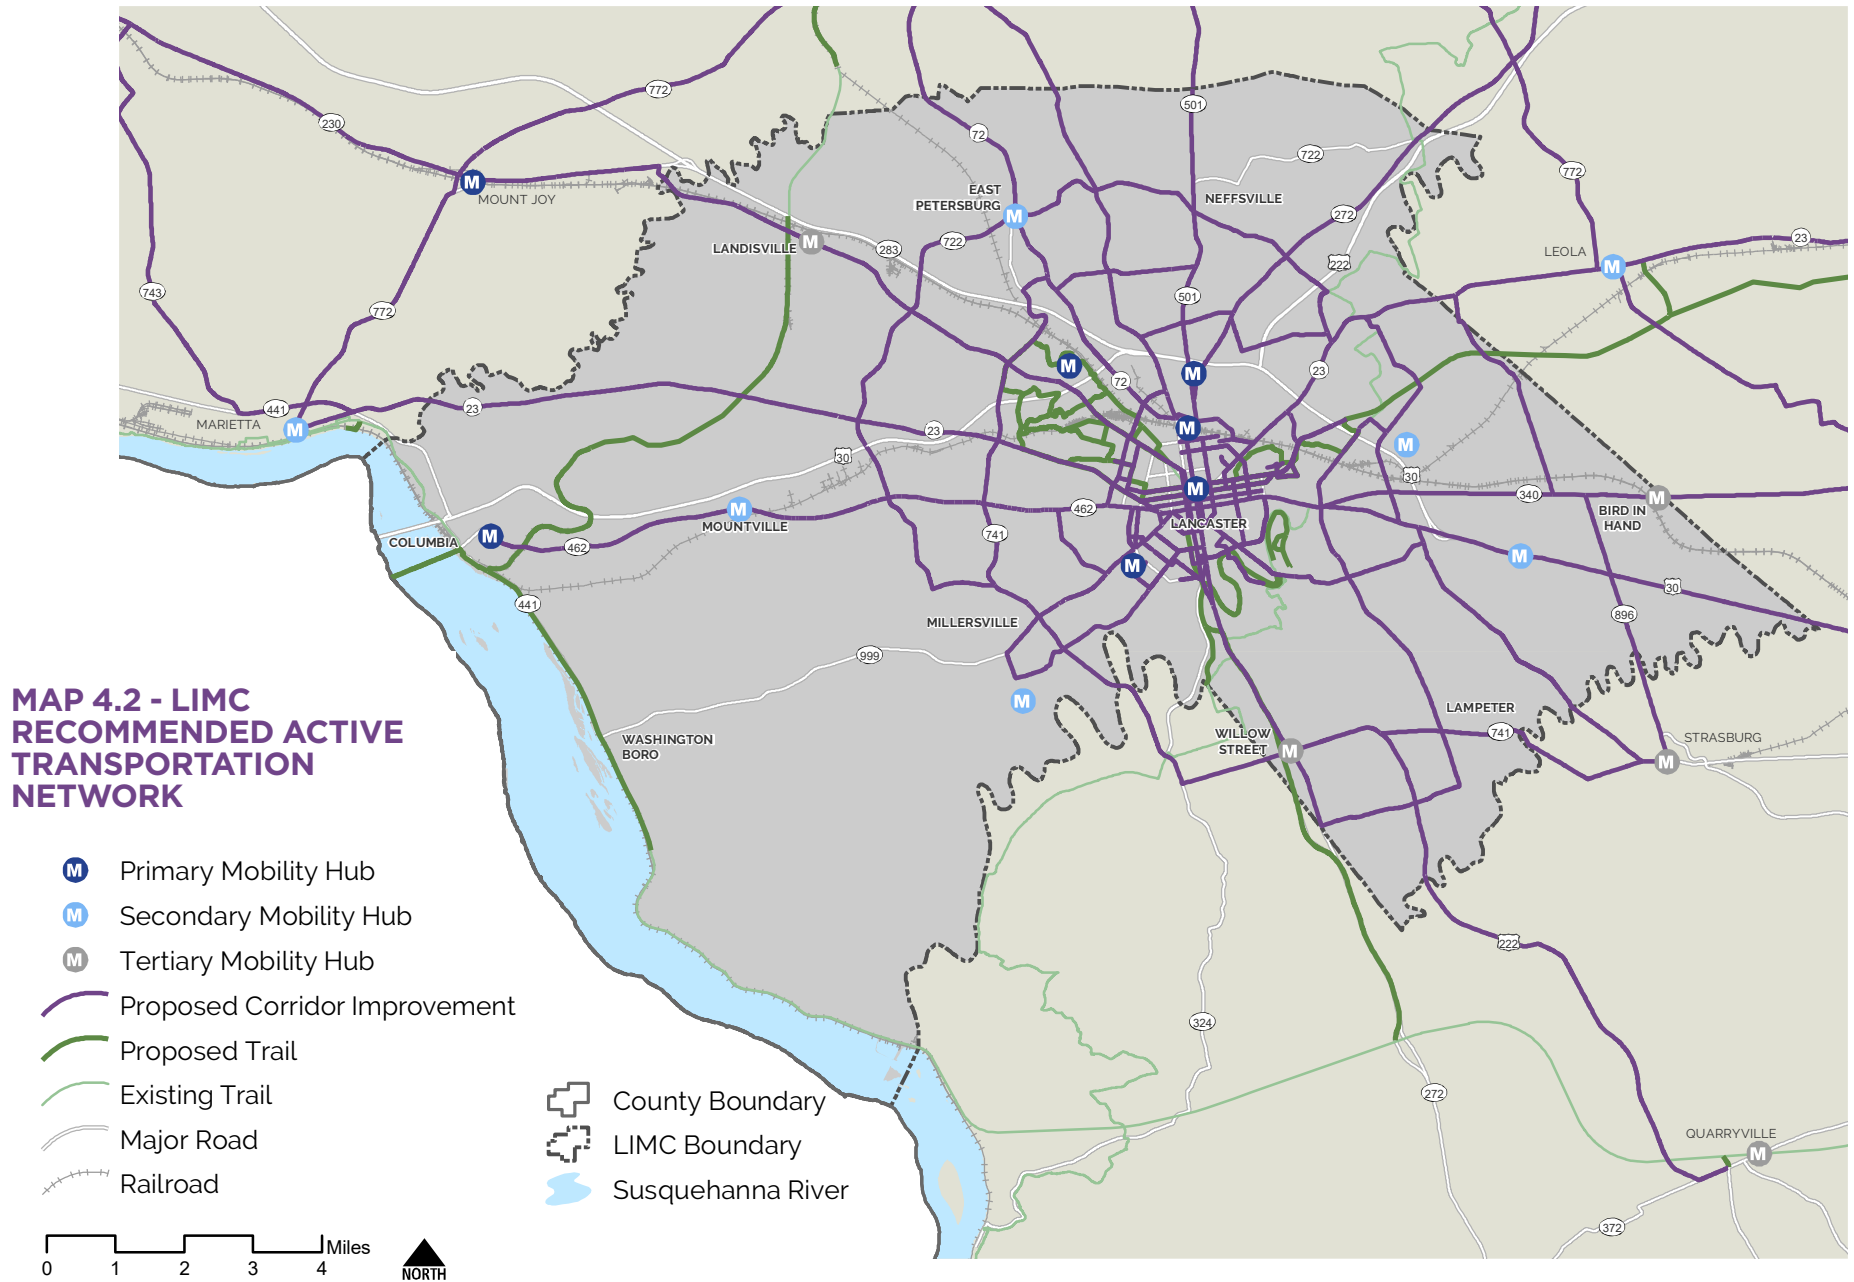 772
501
230
72
722
772
M
MOUNT JOY
EAST
PETERSBURG
M
NEFFSVILLE
272
LANDISVILLE
M
283
722
23
LEOLA
M
222
743
772
501
M
M
72
23
441
MARIETTA
M
23
23
M
M
30
30
M
340
M
BIRD IN
HAND
462
M
MOUNTVILLE
LANCASTER
741
COLUMBIA
M
462
M
M
30
441
896
MILLERSVILLE
999
M
MAP 4.2 - LIMC
RECOMMENDED ACTIVE
TRANSPORTATION
NETWORK
WASHINGTON
BORO
WILLOW
STREET
M
LAMPETER
741
STRASBURG
M
M Primary Mobility Hub
M Secondary Mobility Hub
M Tertiary Mobility Hub
Proposed Corridor Improvement
Proposed Trail
Existing Trail
Major Road
Railroad
County Boundary
LIMC Boundary
Susquehanna River
222
324
272
QUARRYVILLE
M
372
Miles
0 1 2 3 4
NORTH